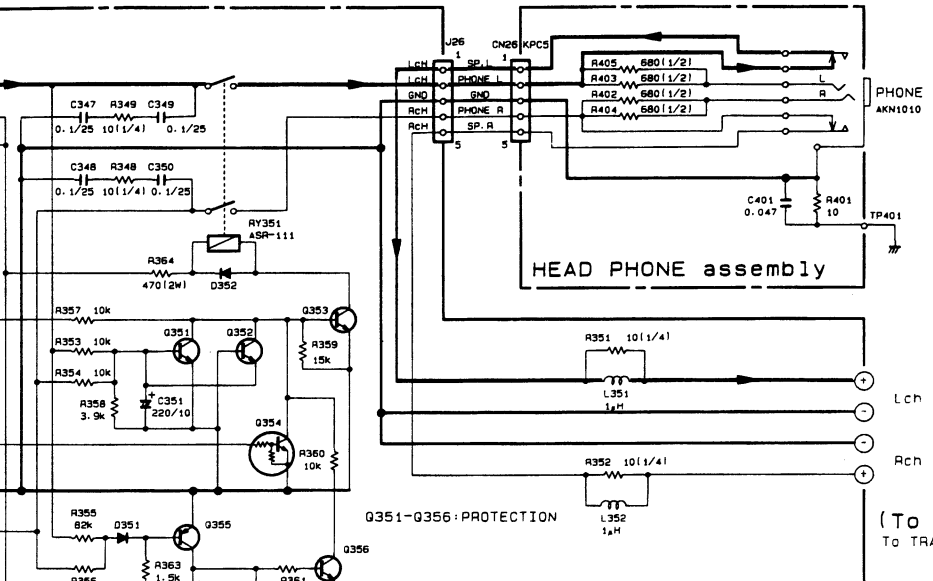 J26
1
CN26 KPC5
1
LcH
SP.L
LcH
PHONE L
GND
GND
RcH
PHONE R
RcH
SP.R
5
5
R405 680(1/2)
R403 680(1/2)
R402 680(1/2)
R404 680(1/2)
L
R
PHONE
AKN1010
C347 R349 C349
0.1/25 10(1/4) 0.1/25
C348 R348 C350
0.1/25 10(1/4) 0.1/25
RY351
ASR-111
C401
0.047
R401
10
TP401
HEAD PHONE assembly
R364
470(2W)
D352
R357 10k
R353 10k
R354 10k
R358
3.9k
Q351
Q352
Q353
R359
15k
C351
220/10
+
Q354
R360
10k
R351 10(1/4)
L351
1μH
+
Lch
-
-
Rch
+
R352 10(1/4)
L352
1μH
Q351-Q356:PROTECTION
R355
82k
D351
Q355
R363
1.5k
Q356
R361
(To
To TRA